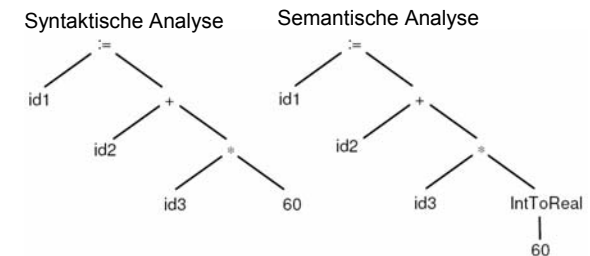 Syntaktische Analyse Semantische Analyse
:= :=
id1 + id1 +
id2 * id2 *
id3 60 id3 IntToReal
60